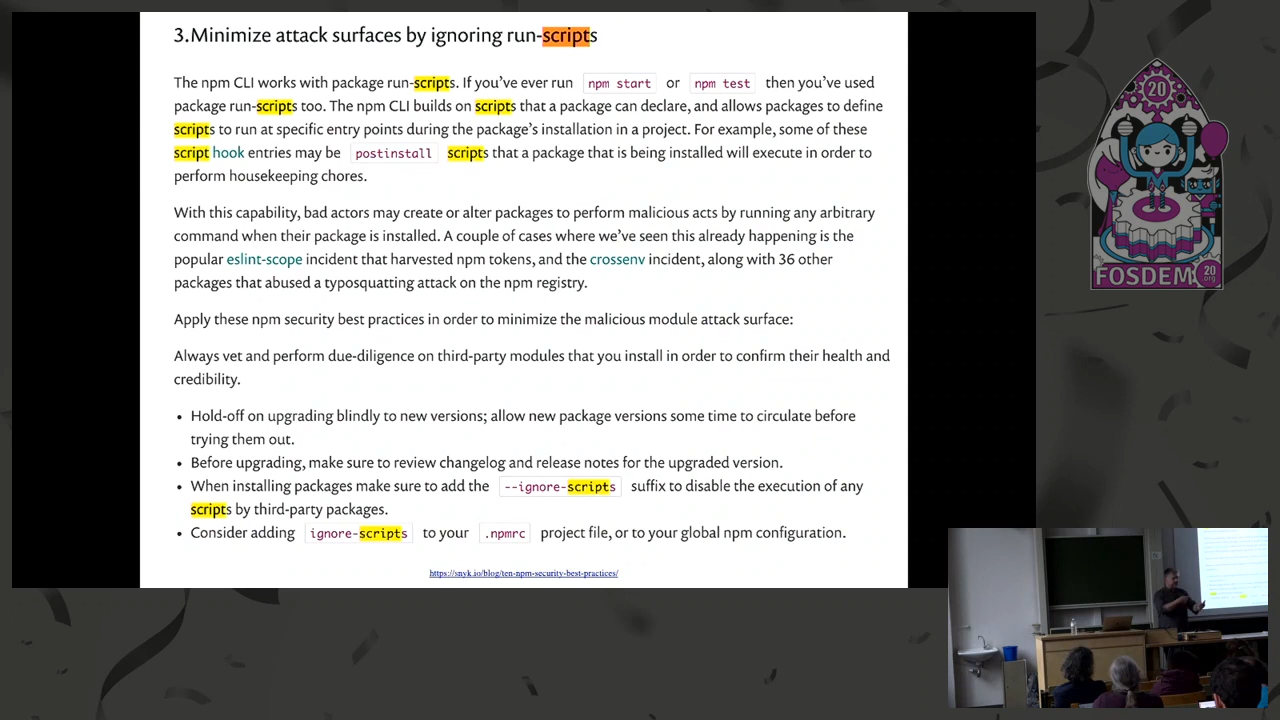 3.Minimize attack surfaces by ignoring run-scripts
The npm CLI works with package run-scripts. If you’ve ever run npm start or npm test then you’ve used
package run-scripts too. The npm CLI builds on scripts that a package can declare, and allows packages to define
scripts to run at specific entry points during the package’s installation in a project. For example, some of these
script hook entries may be postinstall scripts that a package that is being installed will execute in order to
perform housekeeping chores.
With this capability, bad actors may create or alter packages to perform malicious acts by running any arbitrary
command when their package is installed. A couple of cases where we’ve seen this already happening is the
popular eslint-scope incident that harvested npm tokens, and the crossenv incident, along with 36 other
packages that abused a typosquatting attack on the npm registry.
Apply these npm security best practices in order to minimize the malicious module attack surface:
Always vet and perform due-diligence on third-party modules that you install in order to confirm their health and
credibility.
• Hold-off on upgrading blindly to new versions; allow new package versions some time to circulate before
trying them out.
• Before upgrading, make sure to review changelog and release notes for the upgraded version.
• When installing packages make sure to add the --ignore-scripts suffix to disable the execution of any
scripts by third-party packages.
• Consider adding ignore-scripts to your .npmrc project file, or to your global npm configuration.
https://snyk.io/blog/ten-npm-security-best-practices/
20
FOSDEM
20
.org